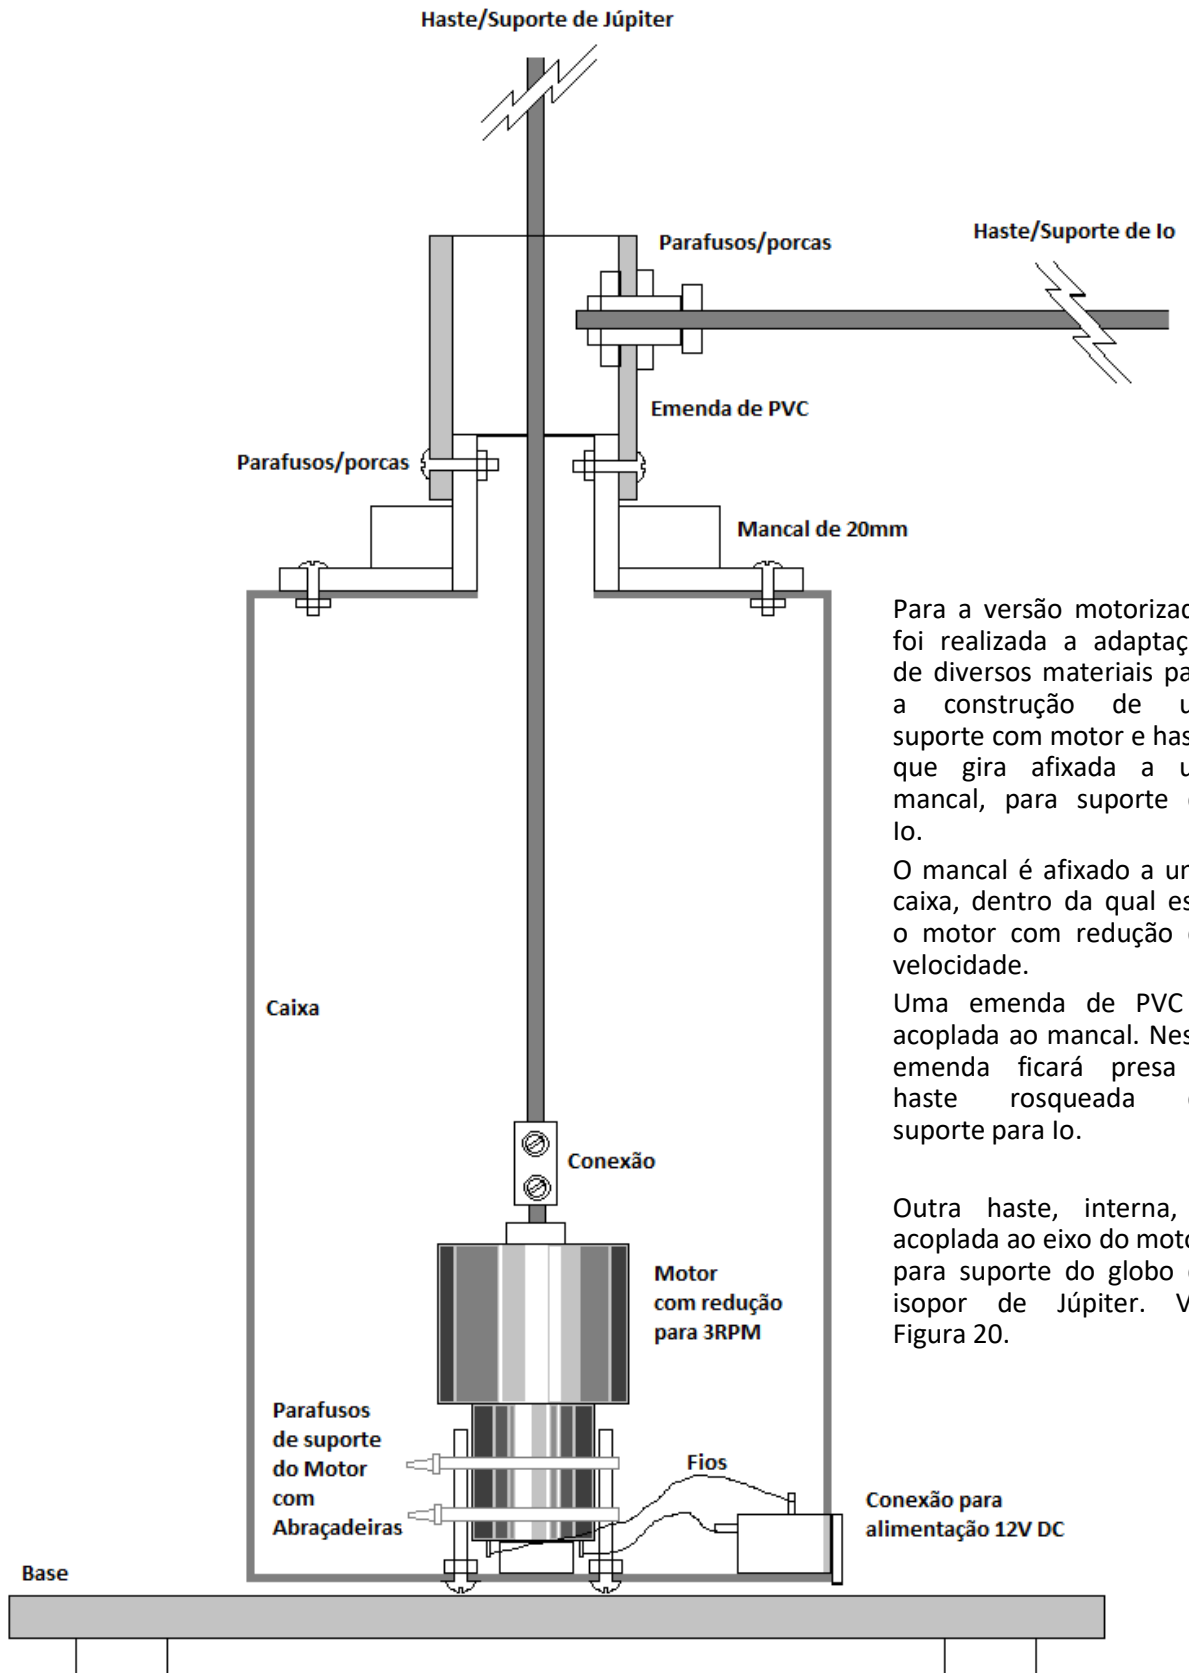 Haste/Suporte de Júpiter
Haste/Suporte de Io
Parafusos/porcas
Emenda de PVC
Parafusos/porcas
Mancal de 20mm
Para a versão motorizad
foi realizada a adaptaç
de diversos materiais pa
a construção de u
suporte com motor e has
que gira afixada a u
mancal, para suporte
Io.
O mancal é afixado a u
caixa, dentro da qual es
o motor com redução
velocidade.
Uma emenda de PVC
acoplada ao mancal. Nes
emenda ficará presa
haste rosqueada
suporte para Io.
Outra haste, interna,
acoplada ao eixo do moto
para suporte do globo
isopor de Júpiter. V
Figura 20.
Caixa
Conexão
Motor
com redução
para 3RPM
Parafusos
de suporte
do Motor
com
Abraçadeiras
Fios
Conexão para
alimentação 12V DC
Base